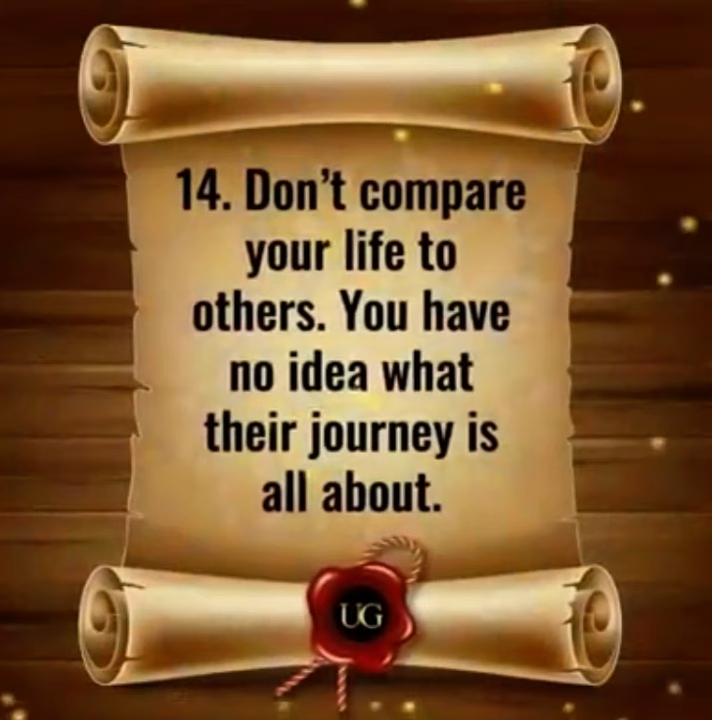 14. Don't compare
your life to
others. You have
no idea what
their journey is
all about.
UG